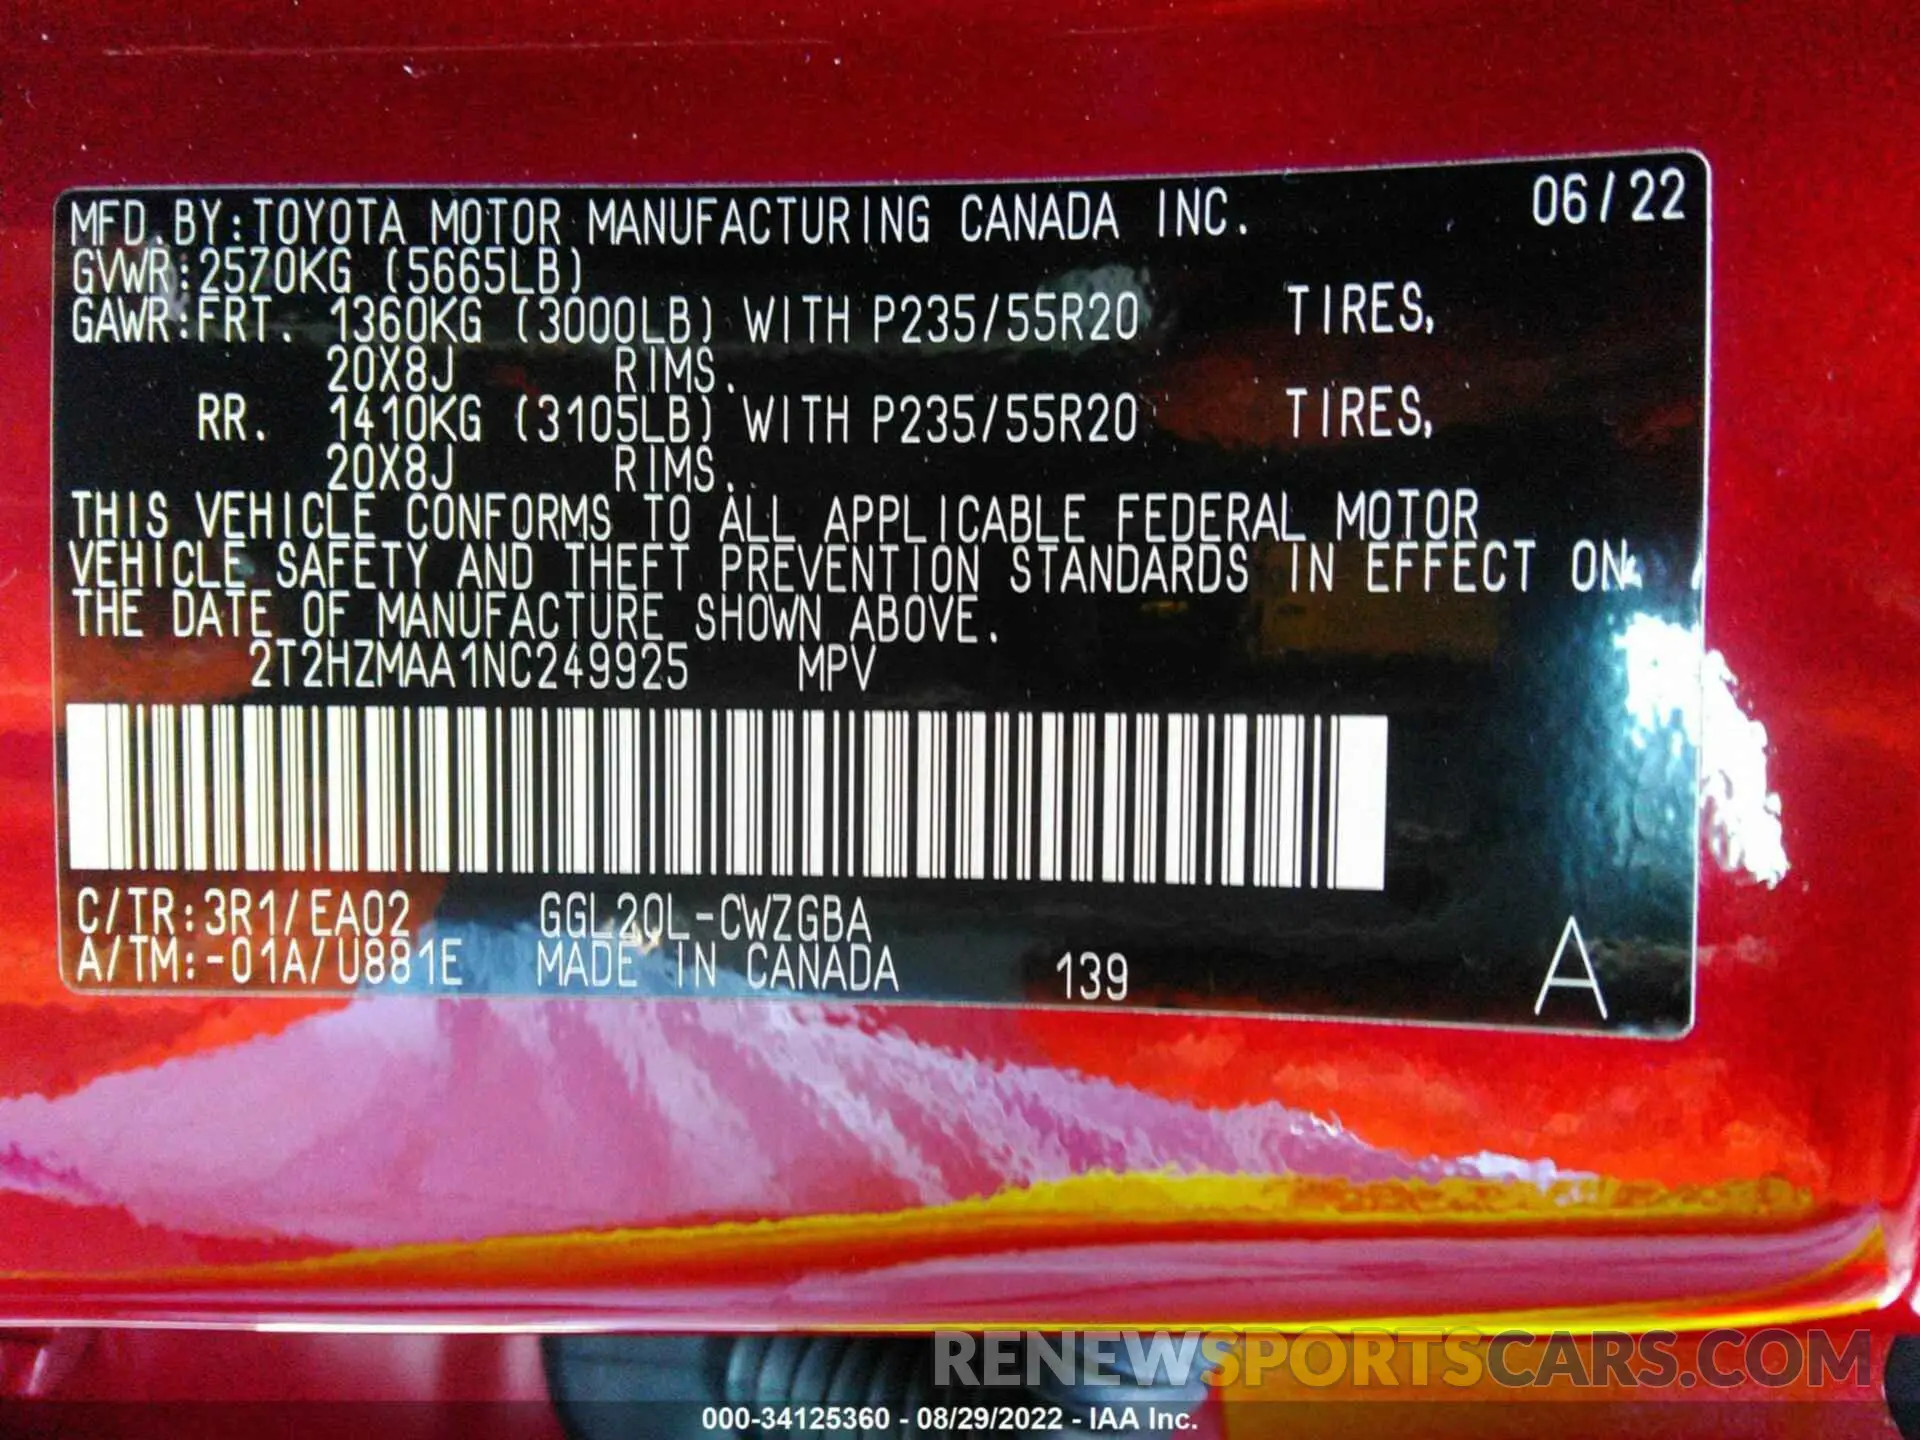 MFD. BY: TOYOTA MOTOR MANUFACTURING CANADA INC. 06/22
GVWR: 2570KG (5665LB)
GAWR: FRT. 1360KG (3000LB) WITH P235/55R20 TIRES,
20X8J RIMS.
RR. 1410KG (3105LB) WITH P235/55R20 TIRES,
20X8J RIMS.
THIS VEHICLE CONFORMS TO ALL APPLICABLE FEDERAL MOTOR
VEHICLE SAFETY AND THEFT PREVENTION STANDARDS IN EFFECT ON
THE DATE OF MANUFACTURE SHOWN ABOVE.
2T2HZMAA1NC249925 MPV
C/TR: 3R1/EA02 GGL20L-CWZGBA
A/TM: -01A/U881E MADE IN CANADA 139 A
RENEWSPORTSCARS.COM
000-34125360 - 08/29/2022 - IAA Inc.